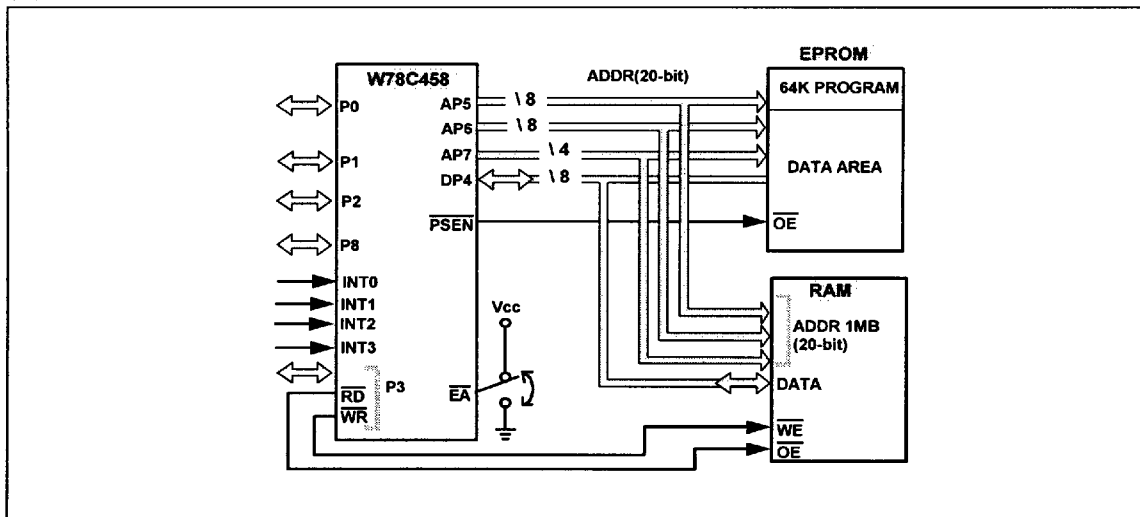 EPROM
W78C458
ADDR(20-bit)
64K PROGRAM
P0
AP5
\ 8
AP6
\ 8
P1
AP7
\ 4
DATA AREA
DP4
\ 8
P2
PSEN
OE
P8
INT0
INT1
INT2
INT3
Vcc
RAM
ADDR 1MB
(20-bit)
P3
RD
EA
DATA
WR
WE
OE